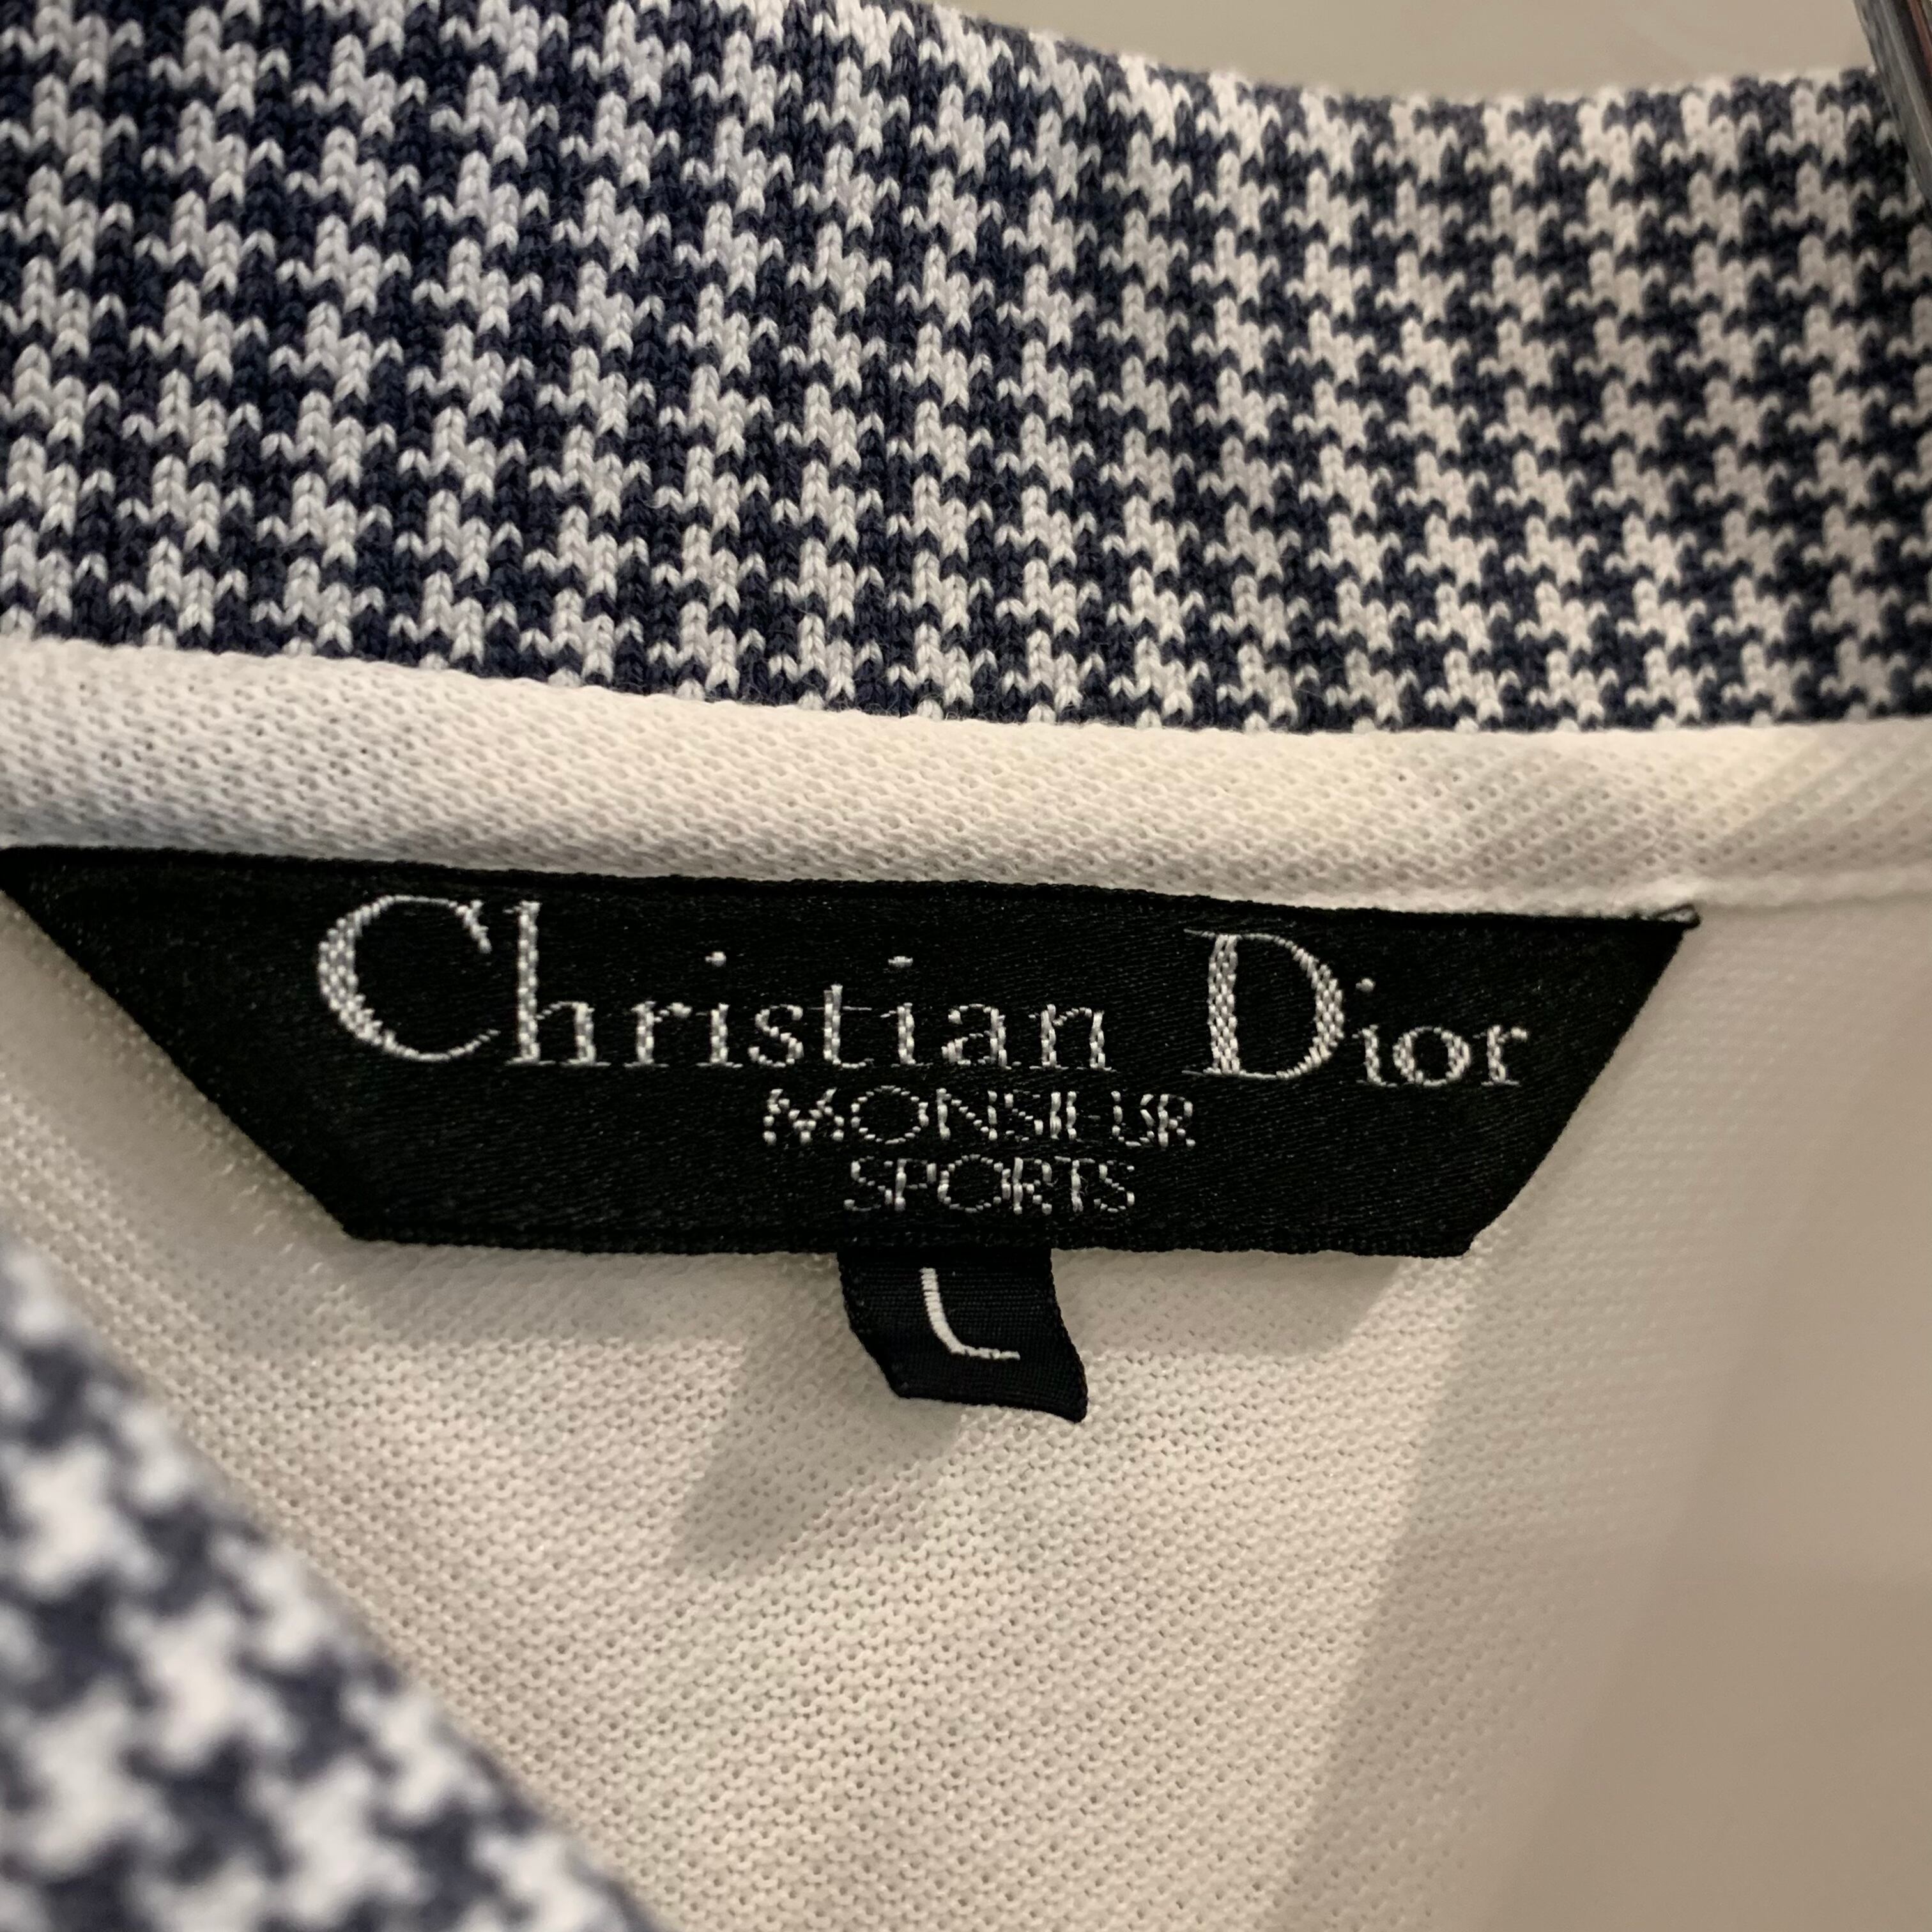 Christian Dior
MONSIEUR
SPORTS
L